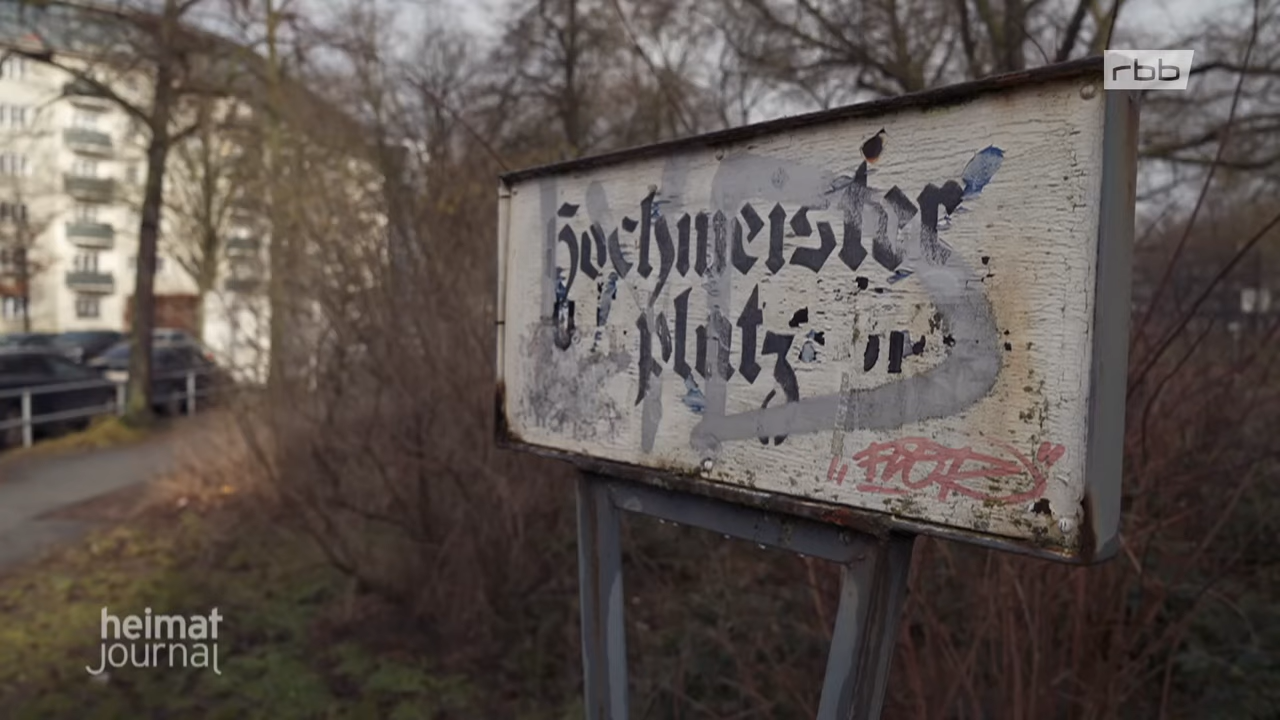 rbb
Hochmeister
platz
heimat
journal